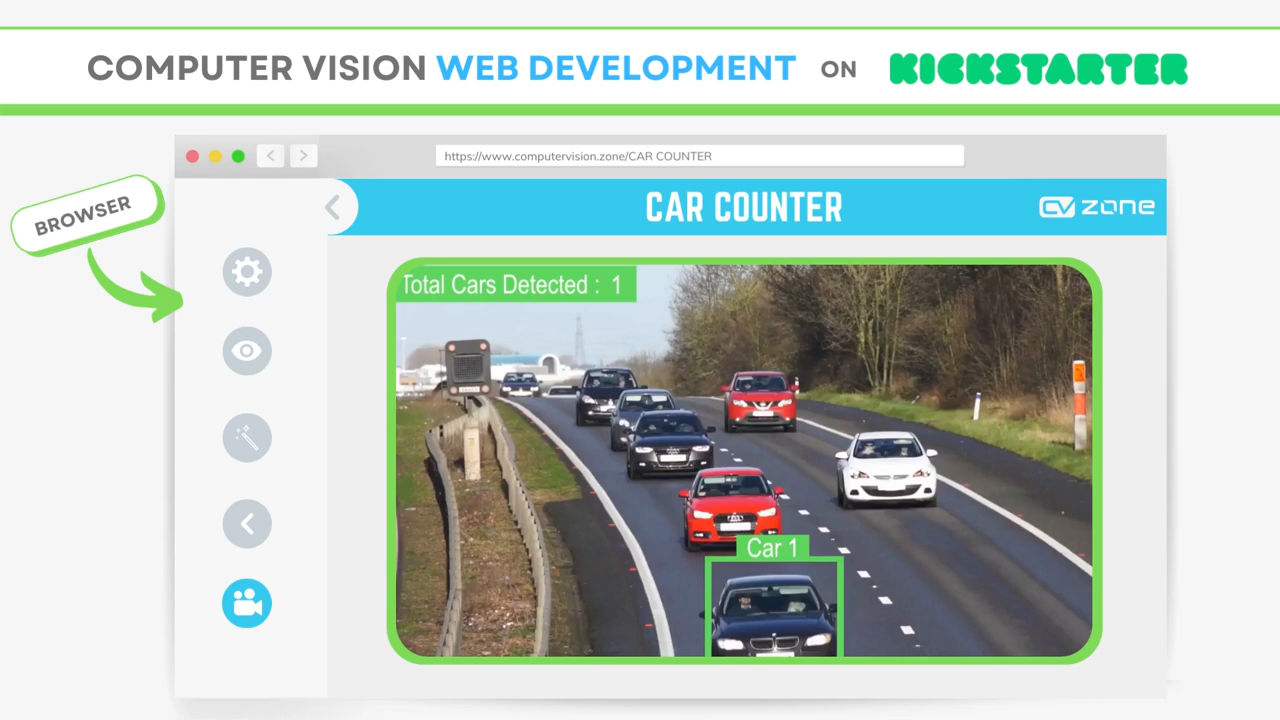 COMPUTER VISION WEB DEVELOPMENT ON KICKSTARTER
https://www.computervision.zone/CAR COUNTER
BROWSER
CAR COUNTER
CV zone
Total Cars Detected : 1
Car 1